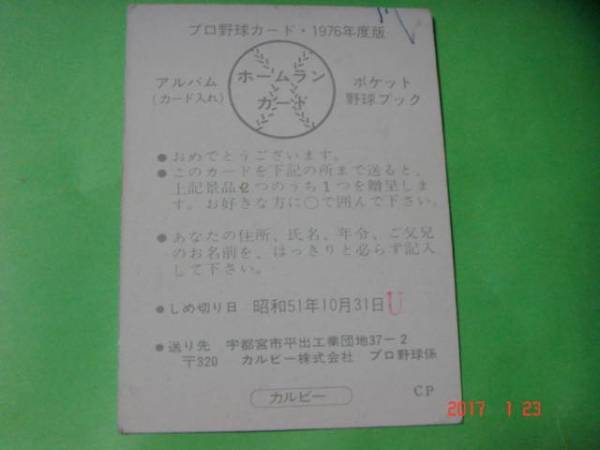 プロ野球カード・1976年度版
アルバム
(カード入れ)
ホームラン
カード
ポケット
野球ブック
●おめでとうございます。
●このカードを下記の所まで送ると、
上記景品2つのうち1つを贈呈しま
す。お好きな方に○で囲んで下さい。
●あなたの住所、氏名、年令、ご父兄
のお名前を、はっきりと必らず記入
して下さい。
●しめ切り日 昭和51年10月31日 U
●送り先 宇都宮市平出工業団地37-2
〒320 カルビー株式会社 プロ野球係
カルビー
CP
2017 1 23